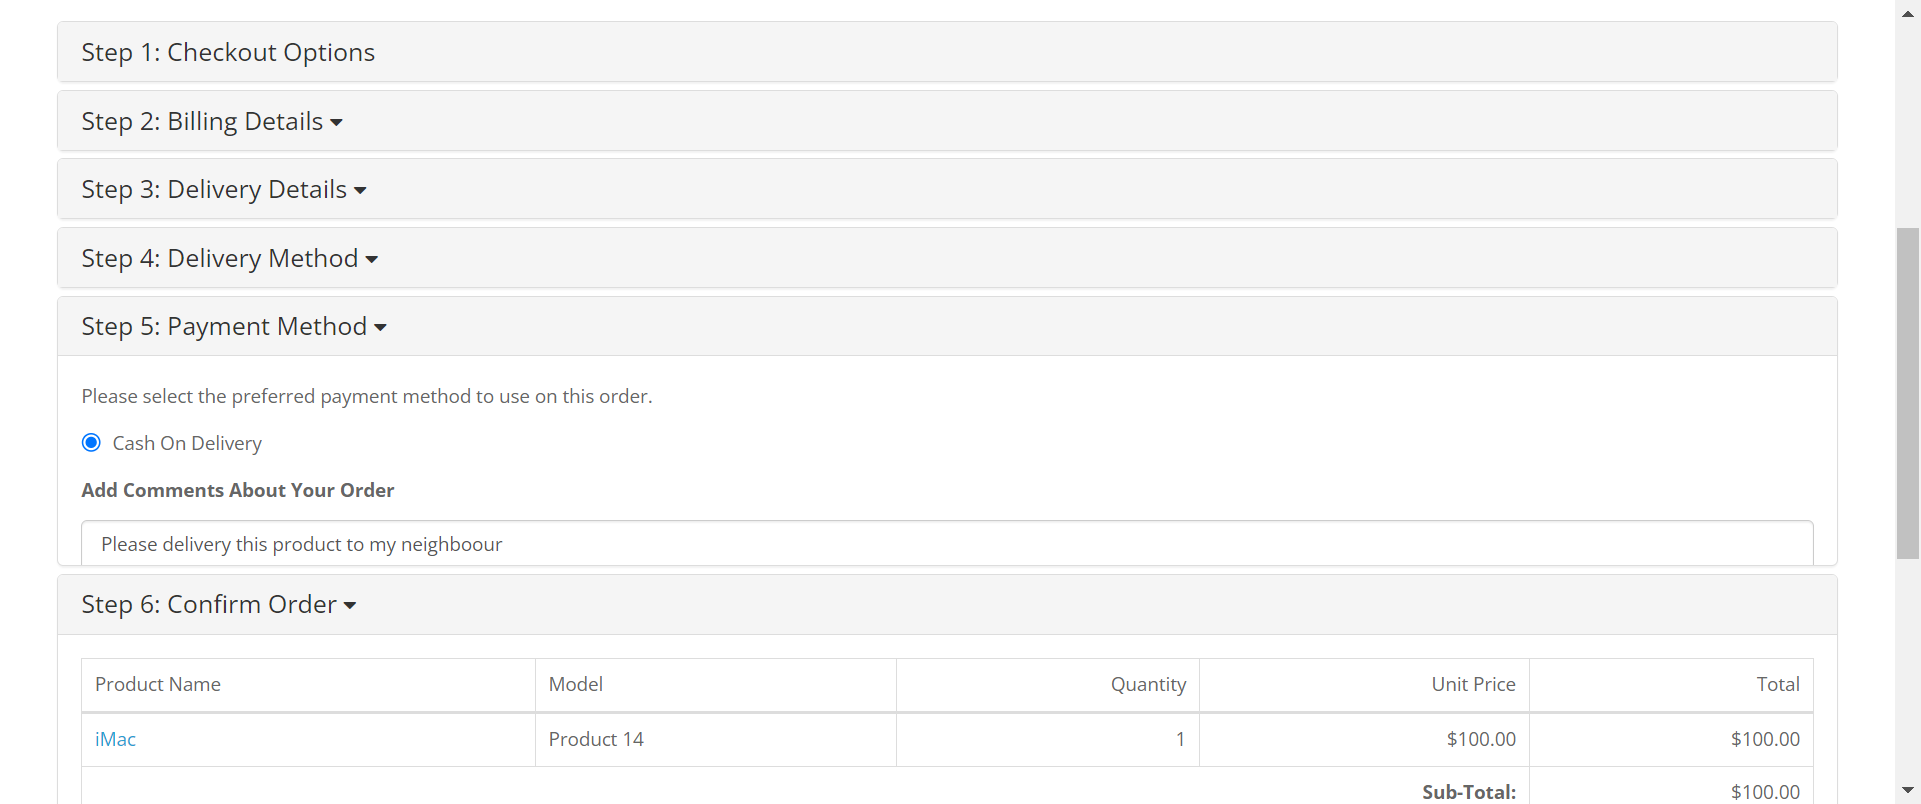 Step 1: Checkout Options
Step 2: Billing Details
Step 3: Delivery Details
Step 4: Delivery Method
Step 5: Payment Method
Please select the preferred payment method to use on this order.
Cash On Delivery
Add Comments About Your Order
Please delivery this product to my neighboour
Step 6: Confirm Order
Product Name Model Quantity Unit Price Total
iMac Product 14 1 $100.00 $100.00
Sub-Total: $100.00